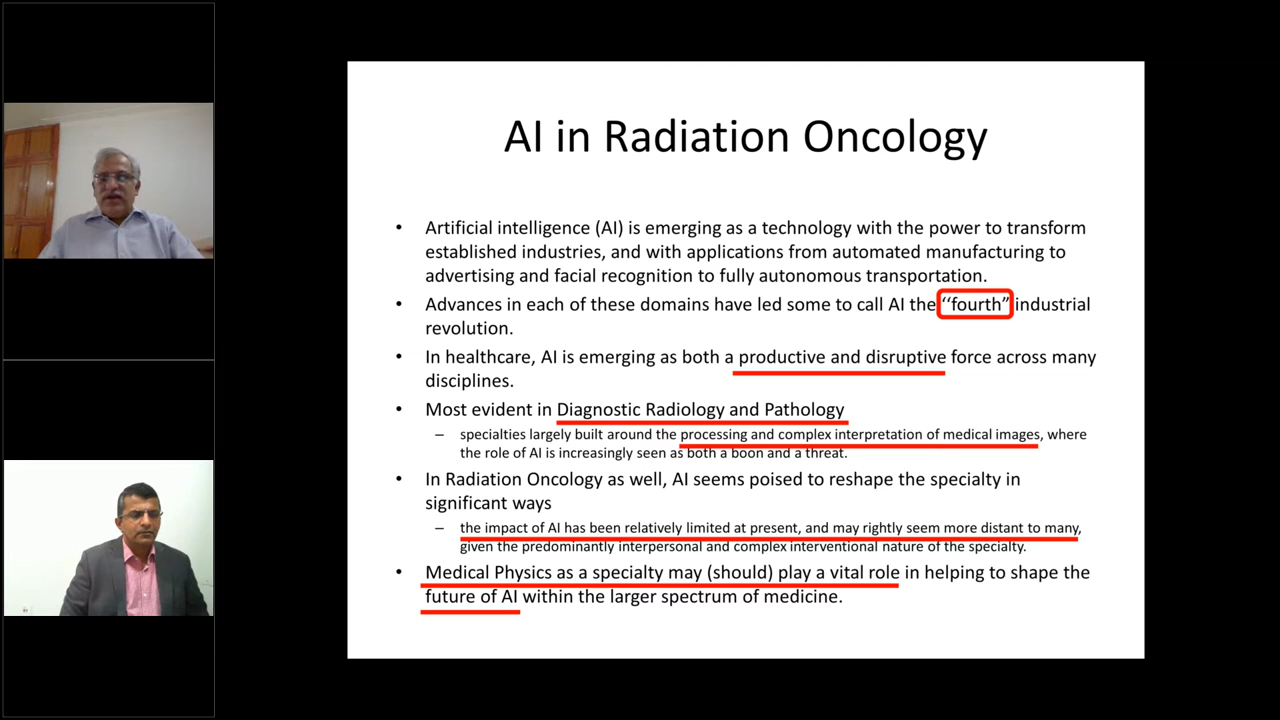 AI in Radiation Oncology
• Artificial intelligence (AI) is emerging as a technology with the power to transform
established industries, and with applications from automated manufacturing to
advertising and facial recognition to fully autonomous transportation.
• Advances in each of these domains have led some to call AI the ‘‘fourth” industrial
revolution.
• In healthcare, AI is emerging as both a productive and disruptive force across many
disciplines.
• Most evident in Diagnostic Radiology and Pathology
– specialties largely built around the processing and complex interpretation of medical images, where
the role of AI is increasingly seen as both a boon and a threat.
• In Radiation Oncology as well, AI seems poised to reshape the specialty in
significant ways
– the impact of AI has been relatively limited at present, and may rightly seem more distant to many,
given the predominantly interpersonal and complex interventional nature of the specialty.
• Medical Physics as a specialty may (should) play a vital role in helping to shape the
future of AI within the larger spectrum of medicine.